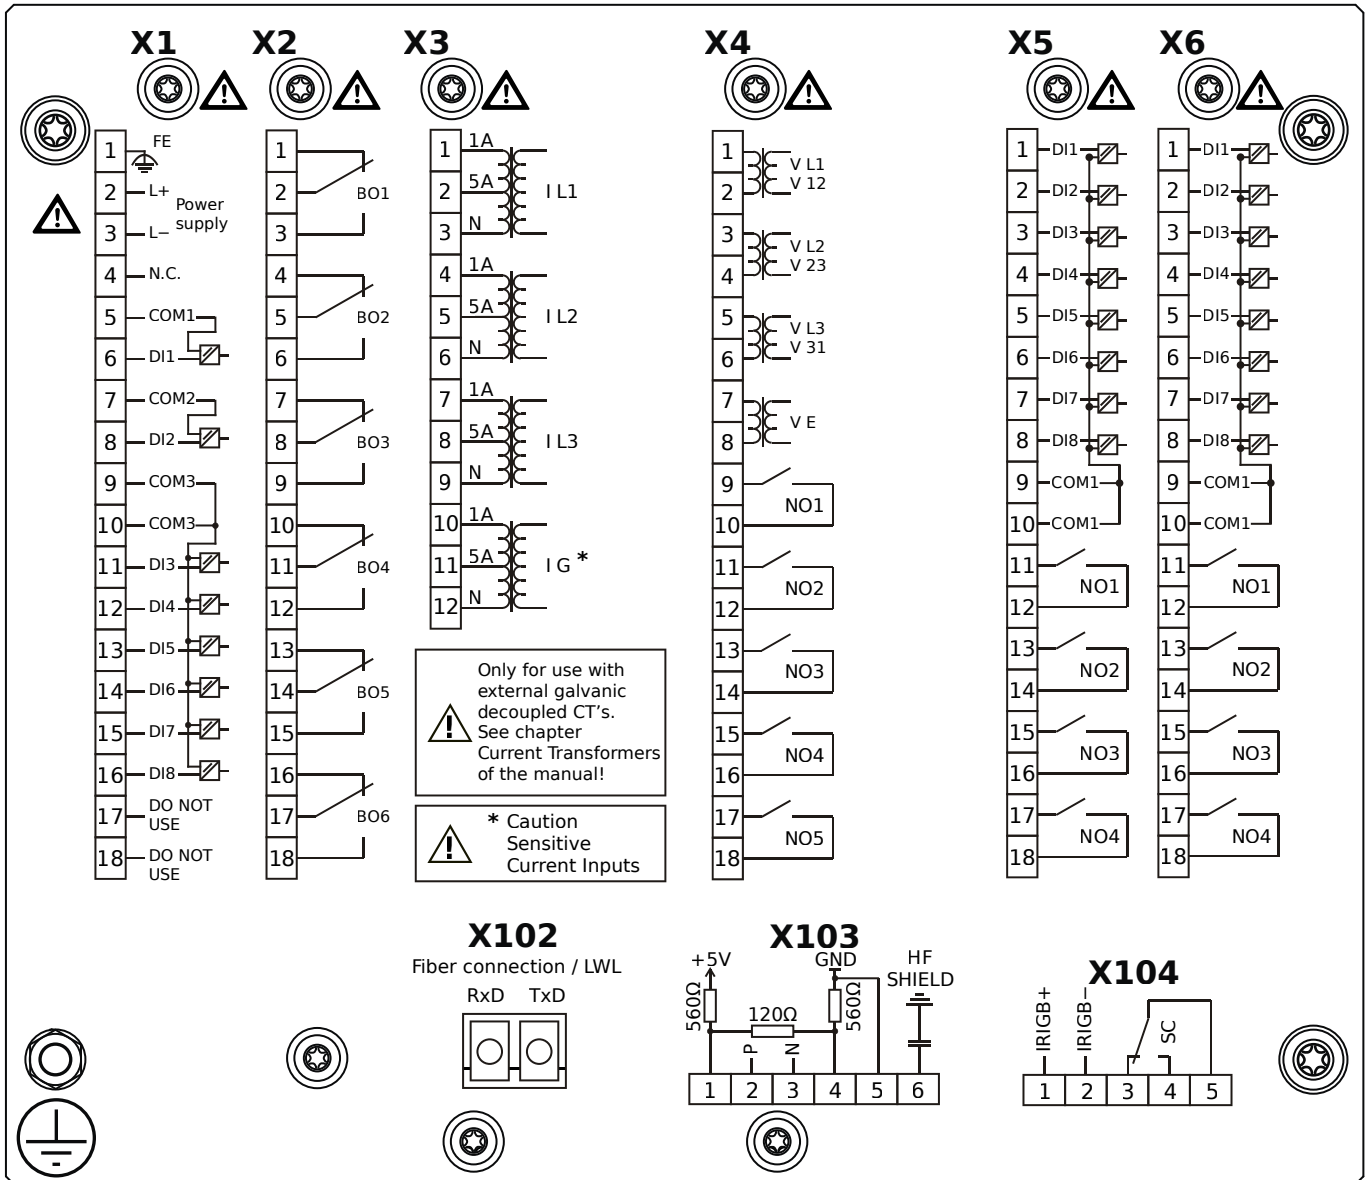 X1
X2
X3
X4
X5
X6
1 FE
2 L+
Power
supply
3 L−
4 N.C.
5 COM1
6 DI1
7 COM2
8 DI2
9 COM3
10 COM3
11 DI3
12 DI4
13 DI5
14 DI6
15 DI7
16 DI8
17 DO NOT
USE
18 DO NOT
USE
1
2 BO1
3
4
5 BO2
6
7
8 BO3
9
10
11 BO4
12
13
14 BO5
15
16
17 BO6
18
1 1A
2 5A I L1
3 N
4 1A
5 5A I L2
6 N
7 1A
8 5A I L3
9 N
10 1A
11 5A I G *
12 N
Only for use with
external galvanic
decoupled CT's.
See chapter
Current Transformers
of the manual!
* Caution
Sensitive
Current Inputs
1 V L1
2 V 12
3 V L2
4 V 23
5 V L3
6 V 31
7
V E
8
9
NO1
10
11
NO2
12
13
NO3
14
15
NO4
16
17
NO5
18
1 DI1
2 DI2
3 DI3
4 DI4
5 DI5
6 DI6
7 DI7
8 DI8
9 COM1
10 COM1
11
NO1
12
13
NO2
14
15
NO3
16
17
NO4
18
1 DI1
2 DI2
3 DI3
4 DI4
5 DI5
6 DI6
7 DI7
8 DI8
9 COM1
10 COM1
11
NO1
12
13
NO2
14
15
NO3
16
17
NO4
18
X102
Fiber connection / LWL
RxD TxD
X103
+5V GND HF
SHIELD
560Ω 120Ω 560Ω
P N
1 2 3 4 5 6
X104
IRIGB+ IRIGB− SC
1 2 3 4 5